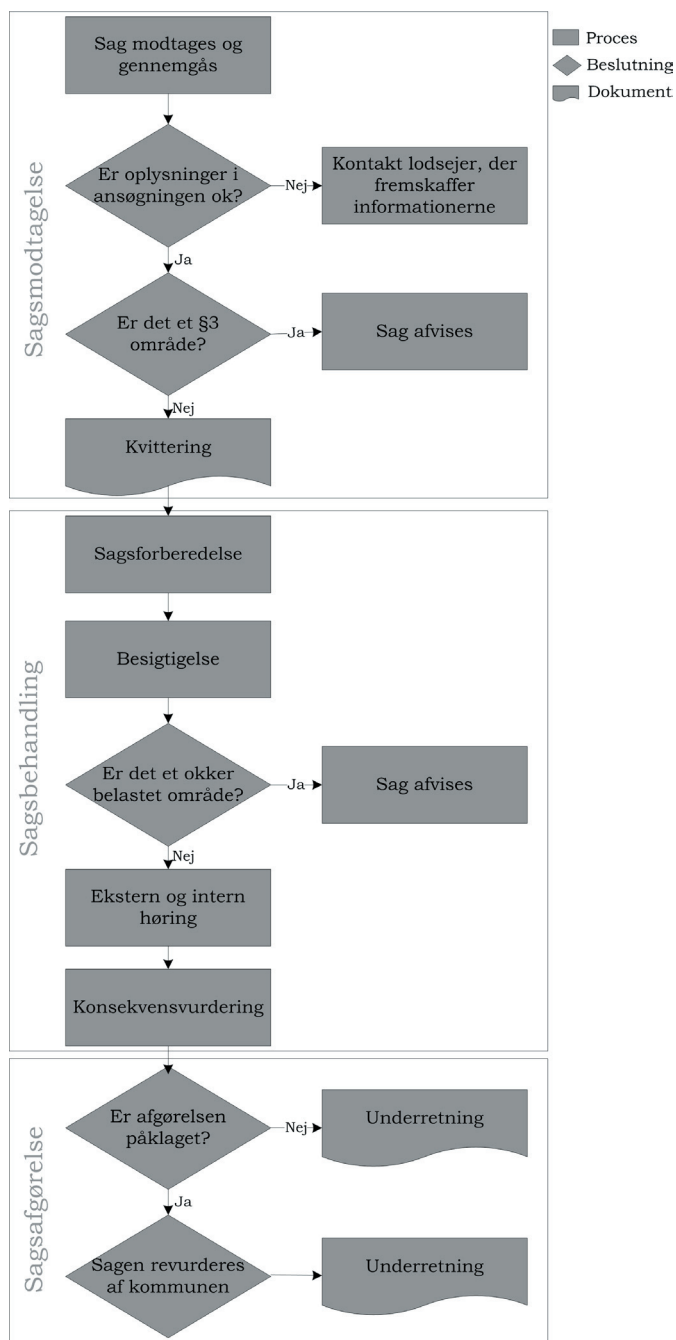 Sag modtages og
gennemgås
Proces
Beslutning
Dokument
Sagsmodtagelse
Er oplysninger i
ansøgningen ok?
Nej
Kontakt lodsejer, der
fremskaffer
informationerne
Ja
Er det et §3
område?
Ja
Sag afvises
Nej
Kvittering
Sagsbehandling
Sagsforberedelse
Besigtigelse
Er det et okker
belastet område?
Ja
Sag afvises
Nej
Ekstern og intern
høring
Konsekvensvurdering
Sagsafgørelse
Er afgørelsen
påklaget?
Nej
Underretning
Ja
Sagen revurderes
af kommunen
Underretning